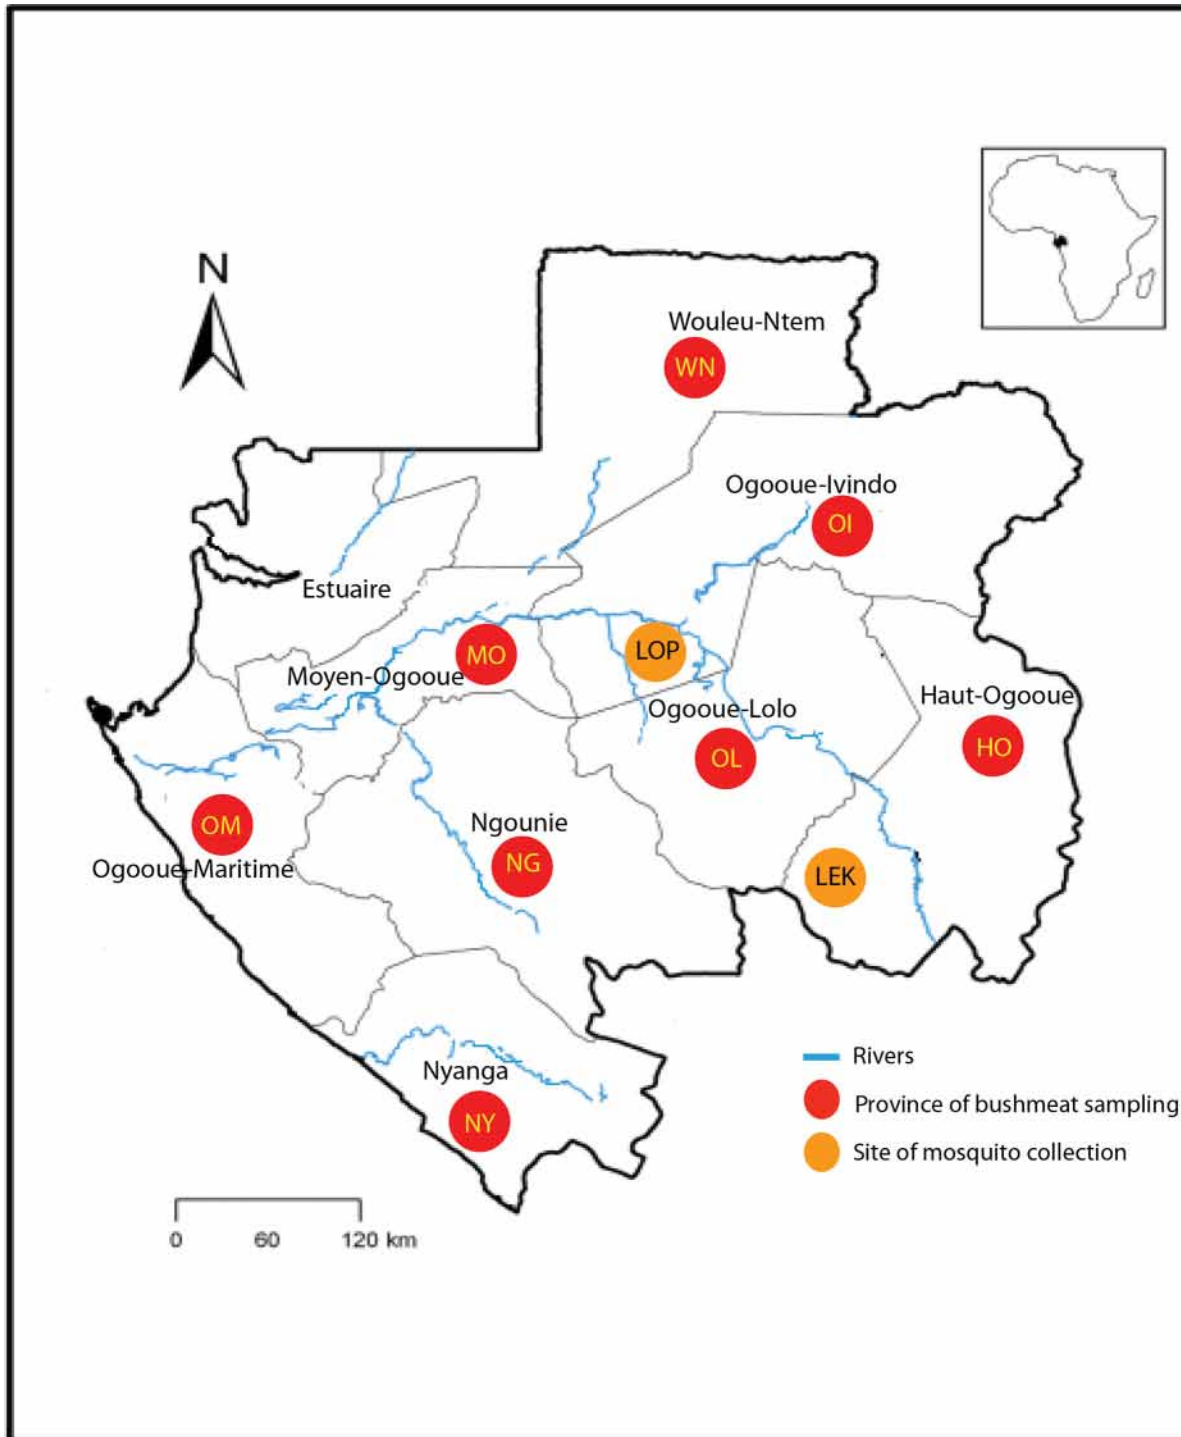 N
Wouleu-Ntem
WN
Ogooue-Ivindo
OI
Estuaire
LOP
MO
Moyen-Ogooue
Haut-Ogooue
Ogooue-Lolo
HO
OL
Ngounie
OM
NG
Ogooue-Maritime
LEK
Rivers
Nyanga
Province of bushmeat sampling
NY
Site of mosquito collection
0 60 120 km